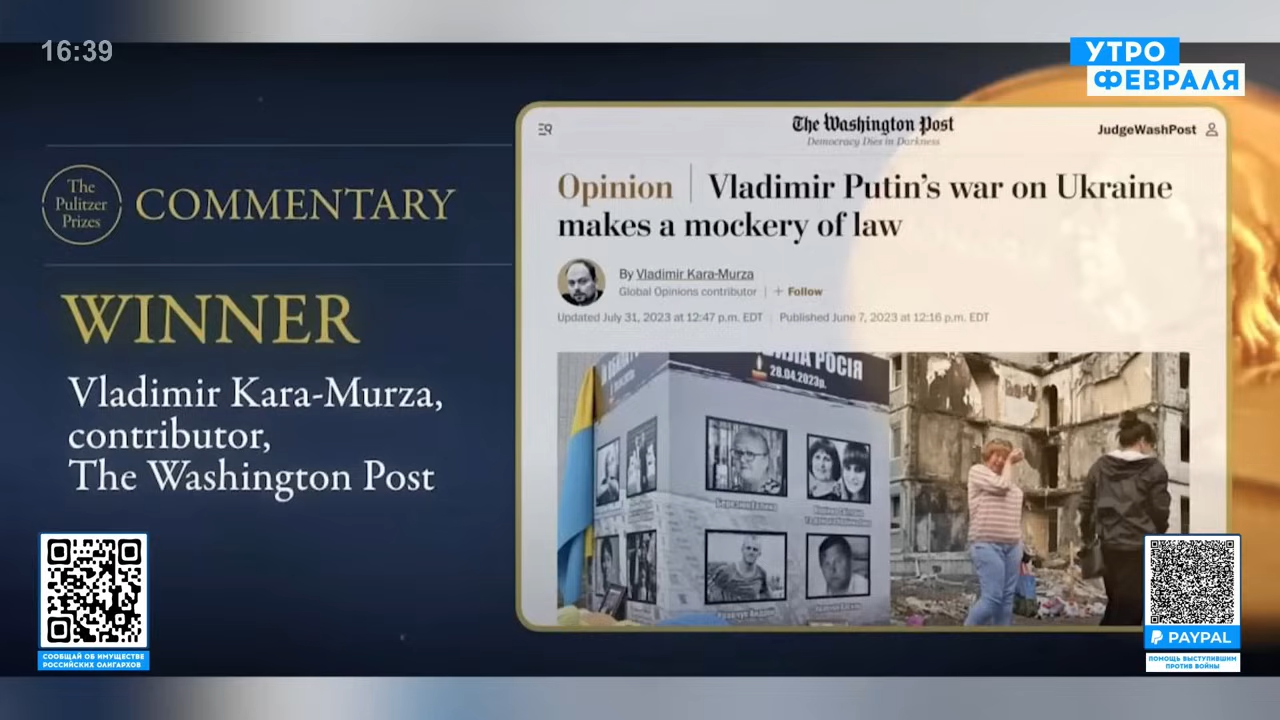 16:39
УТРО
ФЕВРАЛЯ
The
Pulitzer
Prizes
COMMENTARY
WINNER
Vladimir Kara-Murza,
contributor,
The Washington Post
The Washington Post
Democracy Dies in Darkness
JudgeWashPost
Opinion | Vladimir Putin's war on Ukraine
makes a mockery of law
By Vladimir Kara-Murza
Global Opinions contributor | + Follow
Updated July 31, 2023 at 12:47 p.m. EDT | Published June 7, 2023 at 12:16 p.m. EDT
РОСІЯ
28.04.2023р.
СООБЩАЙ ОБ ИМУЩЕСТВЕ
РОССИЙСКИХ ОЛИГАРХОВ
PAYPAL
ПОМОЩЬ ВЫСТУПИВШИМ
ПРОТИВ ВОЙНЫ